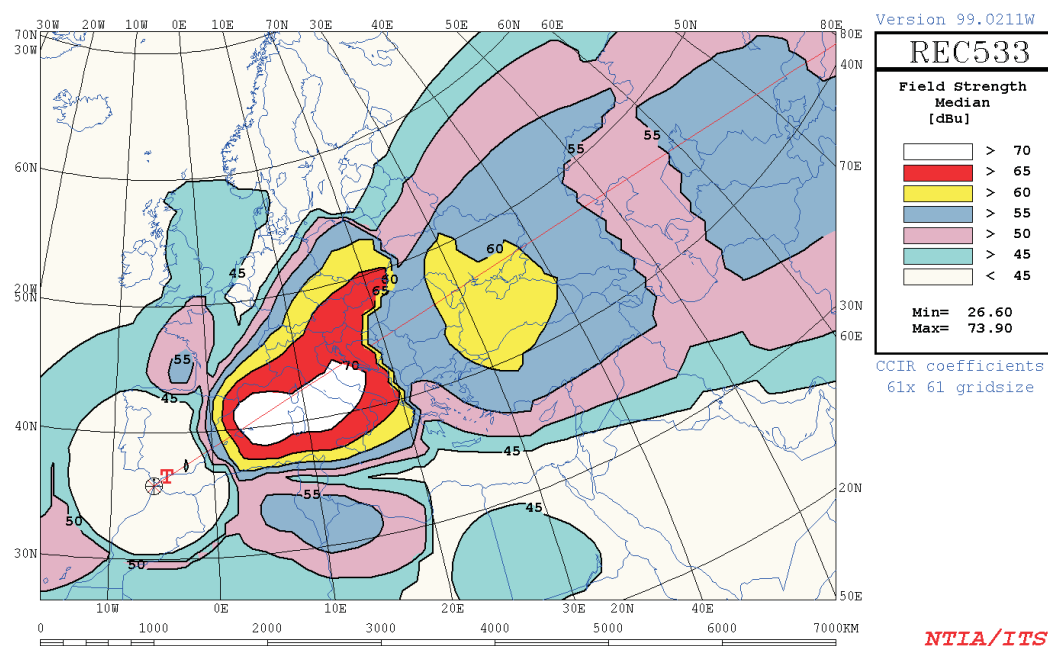 30W 20W 10W 0E 10E 20E 30E 40E 50E 60E 60E 50N 80E
70N
30W
60N
20W
50N
40N
30N
80E
40N
70E
30N
60E
20N
50E
10W 0E 10E 20E 30E 20N 40E
55
55
60
45
60
65
55
70
45
45
T
55
45
50
50
0 1000 2000 3000 4000 5000 6000 7000KM
Version 99.0211W
REC533
Field Strength
Median
[dBu]
> 70
> 65
> 60
> 55
> 50
> 45
< 45
Min= 26.60
Max= 73.90
CCIR coefficients
61x 61 gridsize
NTIA/ITS